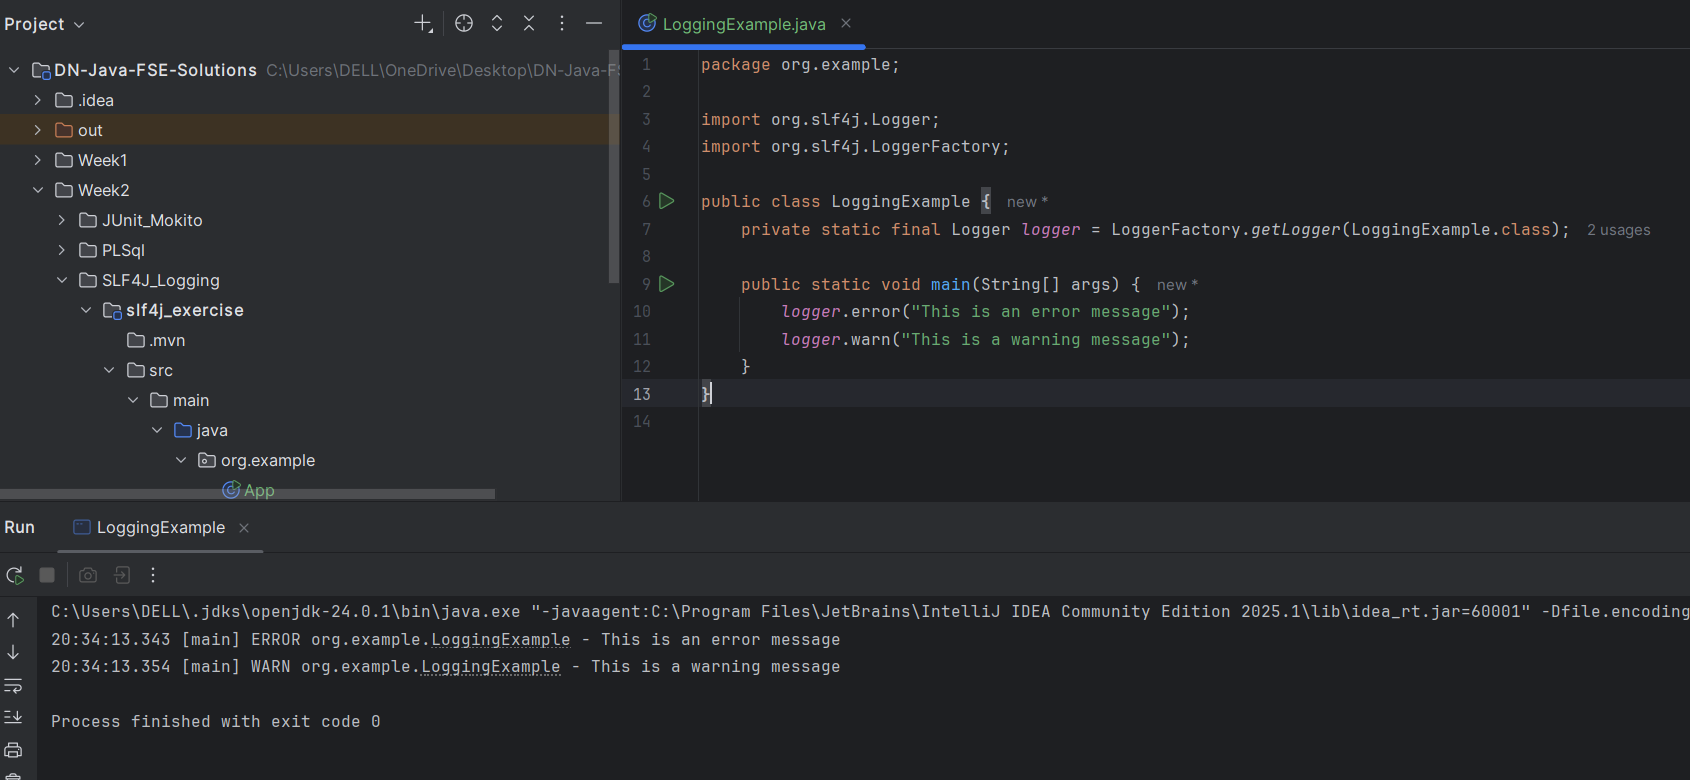 Project
DN-Java-FSE-Solutions C:\Users\DELL\OneDrive\Desktop\DN-Java-FS
.idea
out
Week1
Week2
JUnit_Mokito
PLSql
SLF4J_Logging
slf4j_exercise
.mvn
src
main
java
org.example
App
LoggingExample.java
1 package org.example;
2
3 import org.slf4j.Logger;
4 import org.slf4j.LoggerFactory;
5
6 public class LoggingExample { new *
7 private static final Logger logger = LoggerFactory.getLogger(LoggingExample.class); 2 usages
8
9 public static void main(String[] args) { new *
10 logger.error("This is an error message");
11 logger.warn("This is a warning message");
12 }
13 }
14
Run LoggingExample
C:\Users\DELL\.jdks\openjdk-24.0.1\bin\java.exe "-javaagent:C:\Program Files\JetBrains\IntelliJ IDEA Community Edition 2025.1\lib\idea_rt.jar=60001" -Dfile.encoding
20:34:13.343 [main] ERROR org.example.LoggingExample - This is an error message
20:34:13.354 [main] WARN org.example.LoggingExample - This is a warning message
Process finished with exit code 0